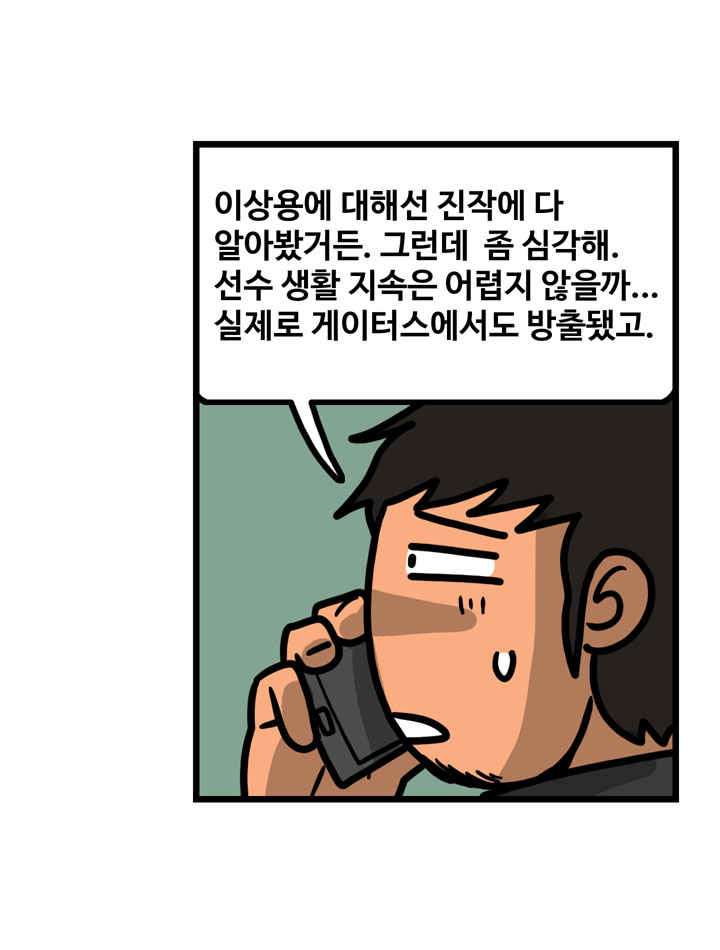 이상용에 대해선 진작에 다
알아봤거든. 그런데 좀 심각해.
선수 생활 지속은 어렵지 않을까...
실제로 게이터스에서도 방출됐고.